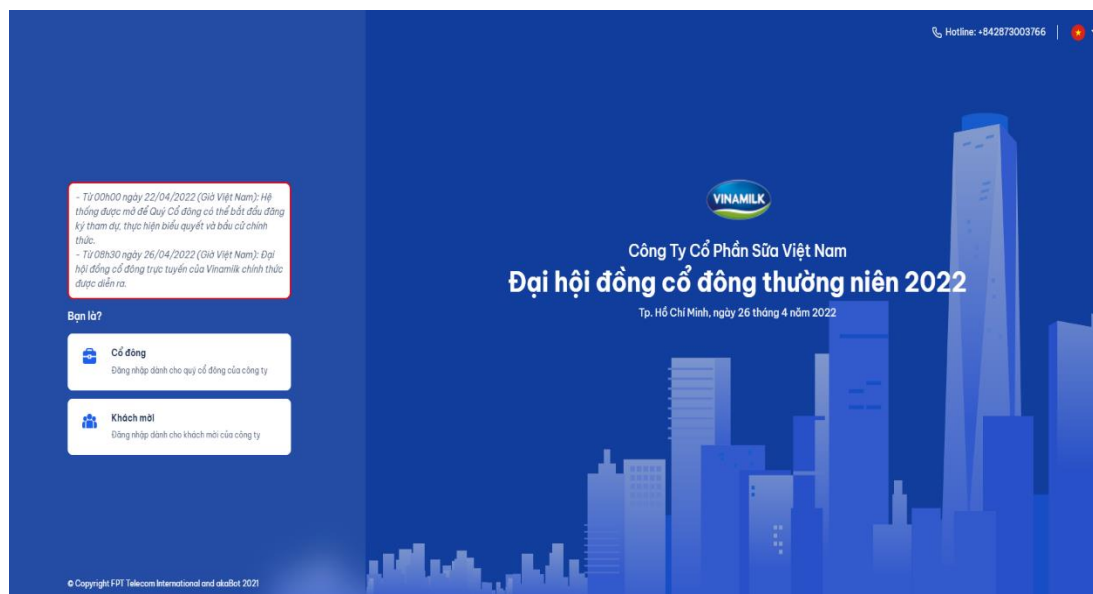 Hotline: +842873003766
- Từ 00h00 ngày 22/04/2022 (Giờ Việt Nam): Hệ
thống được mở để Quý Cổ đông có thể bắt đầu đăng
ký tham dự, thực hiện biểu quyết và bầu cử chính
thức.
- Từ 08h30 ngày 26/04/2022 (Giờ Việt Nam): Đại
hội đồng cổ đông trực tuyến của Vinamilk chính thức
được diễn ra.
Bạn là?
Cổ đông
Đăng nhập dành cho quý cổ đông của công ty
Khách mời
Đăng nhập dành cho khách mời của công ty
VINAMILK
Công Ty Cổ Phần Sữa Việt Nam
Đại hội đồng cổ đông thường niên 2022
Tp. Hồ Chí Minh, ngày 26 tháng 4 năm 2022
© Copyright FPT Telecom International and akaBot 2021